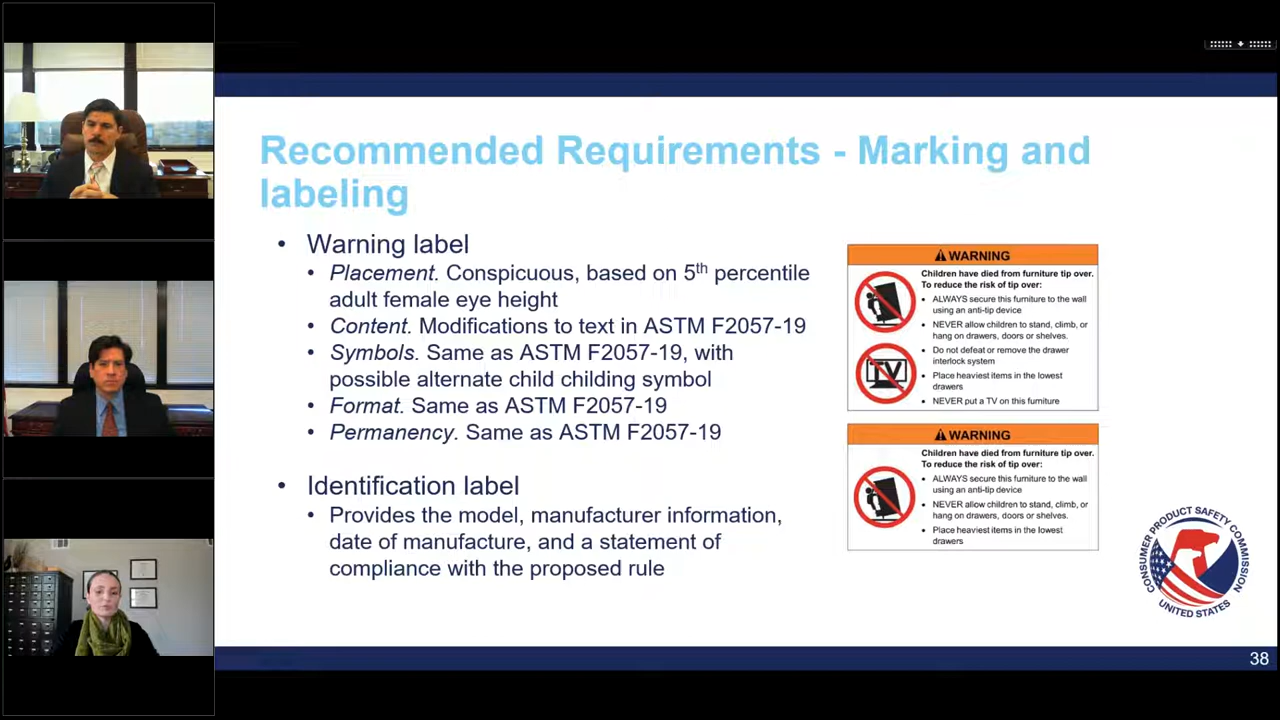 Recommended Requirements - Marking and
labeling
• Warning label
• Placement. Conspicuous, based on 5th percentile
adult female eye height
• Content. Modifications to text in ASTM F2057-19
• Symbols. Same as ASTM F2057-19, with
possible alternate child childing symbol
• Format. Same as ASTM F2057-19
• Permanency. Same as ASTM F2057-19
• Identification label
• Provides the model, manufacturer information,
date of manufacture, and a statement of
compliance with the proposed rule
WARNING
Children have died from furniture tip over.
To reduce the risk of tip over:
• ALWAYS secure this furniture to the wall
using an anti-tip device
• NEVER allow children to stand, climb, or
hang on drawers, doors or shelves.
• Do not defeat or remove the drawer
interlock system
• Place heaviest items in the lowest
drawers
• NEVER put a TV on this furniture
TV
WARNING
Children have died from furniture tip over.
To reduce the risk of tip over:
• ALWAYS secure this furniture to the wall
using an anti-tip device
• NEVER allow children to stand, climb, or
hang on drawers, doors or shelves.
• Place heaviest items in the lowest
drawers
CONSUMER PRODUCT SAFETY COMMISSION
UNITED STATES
38